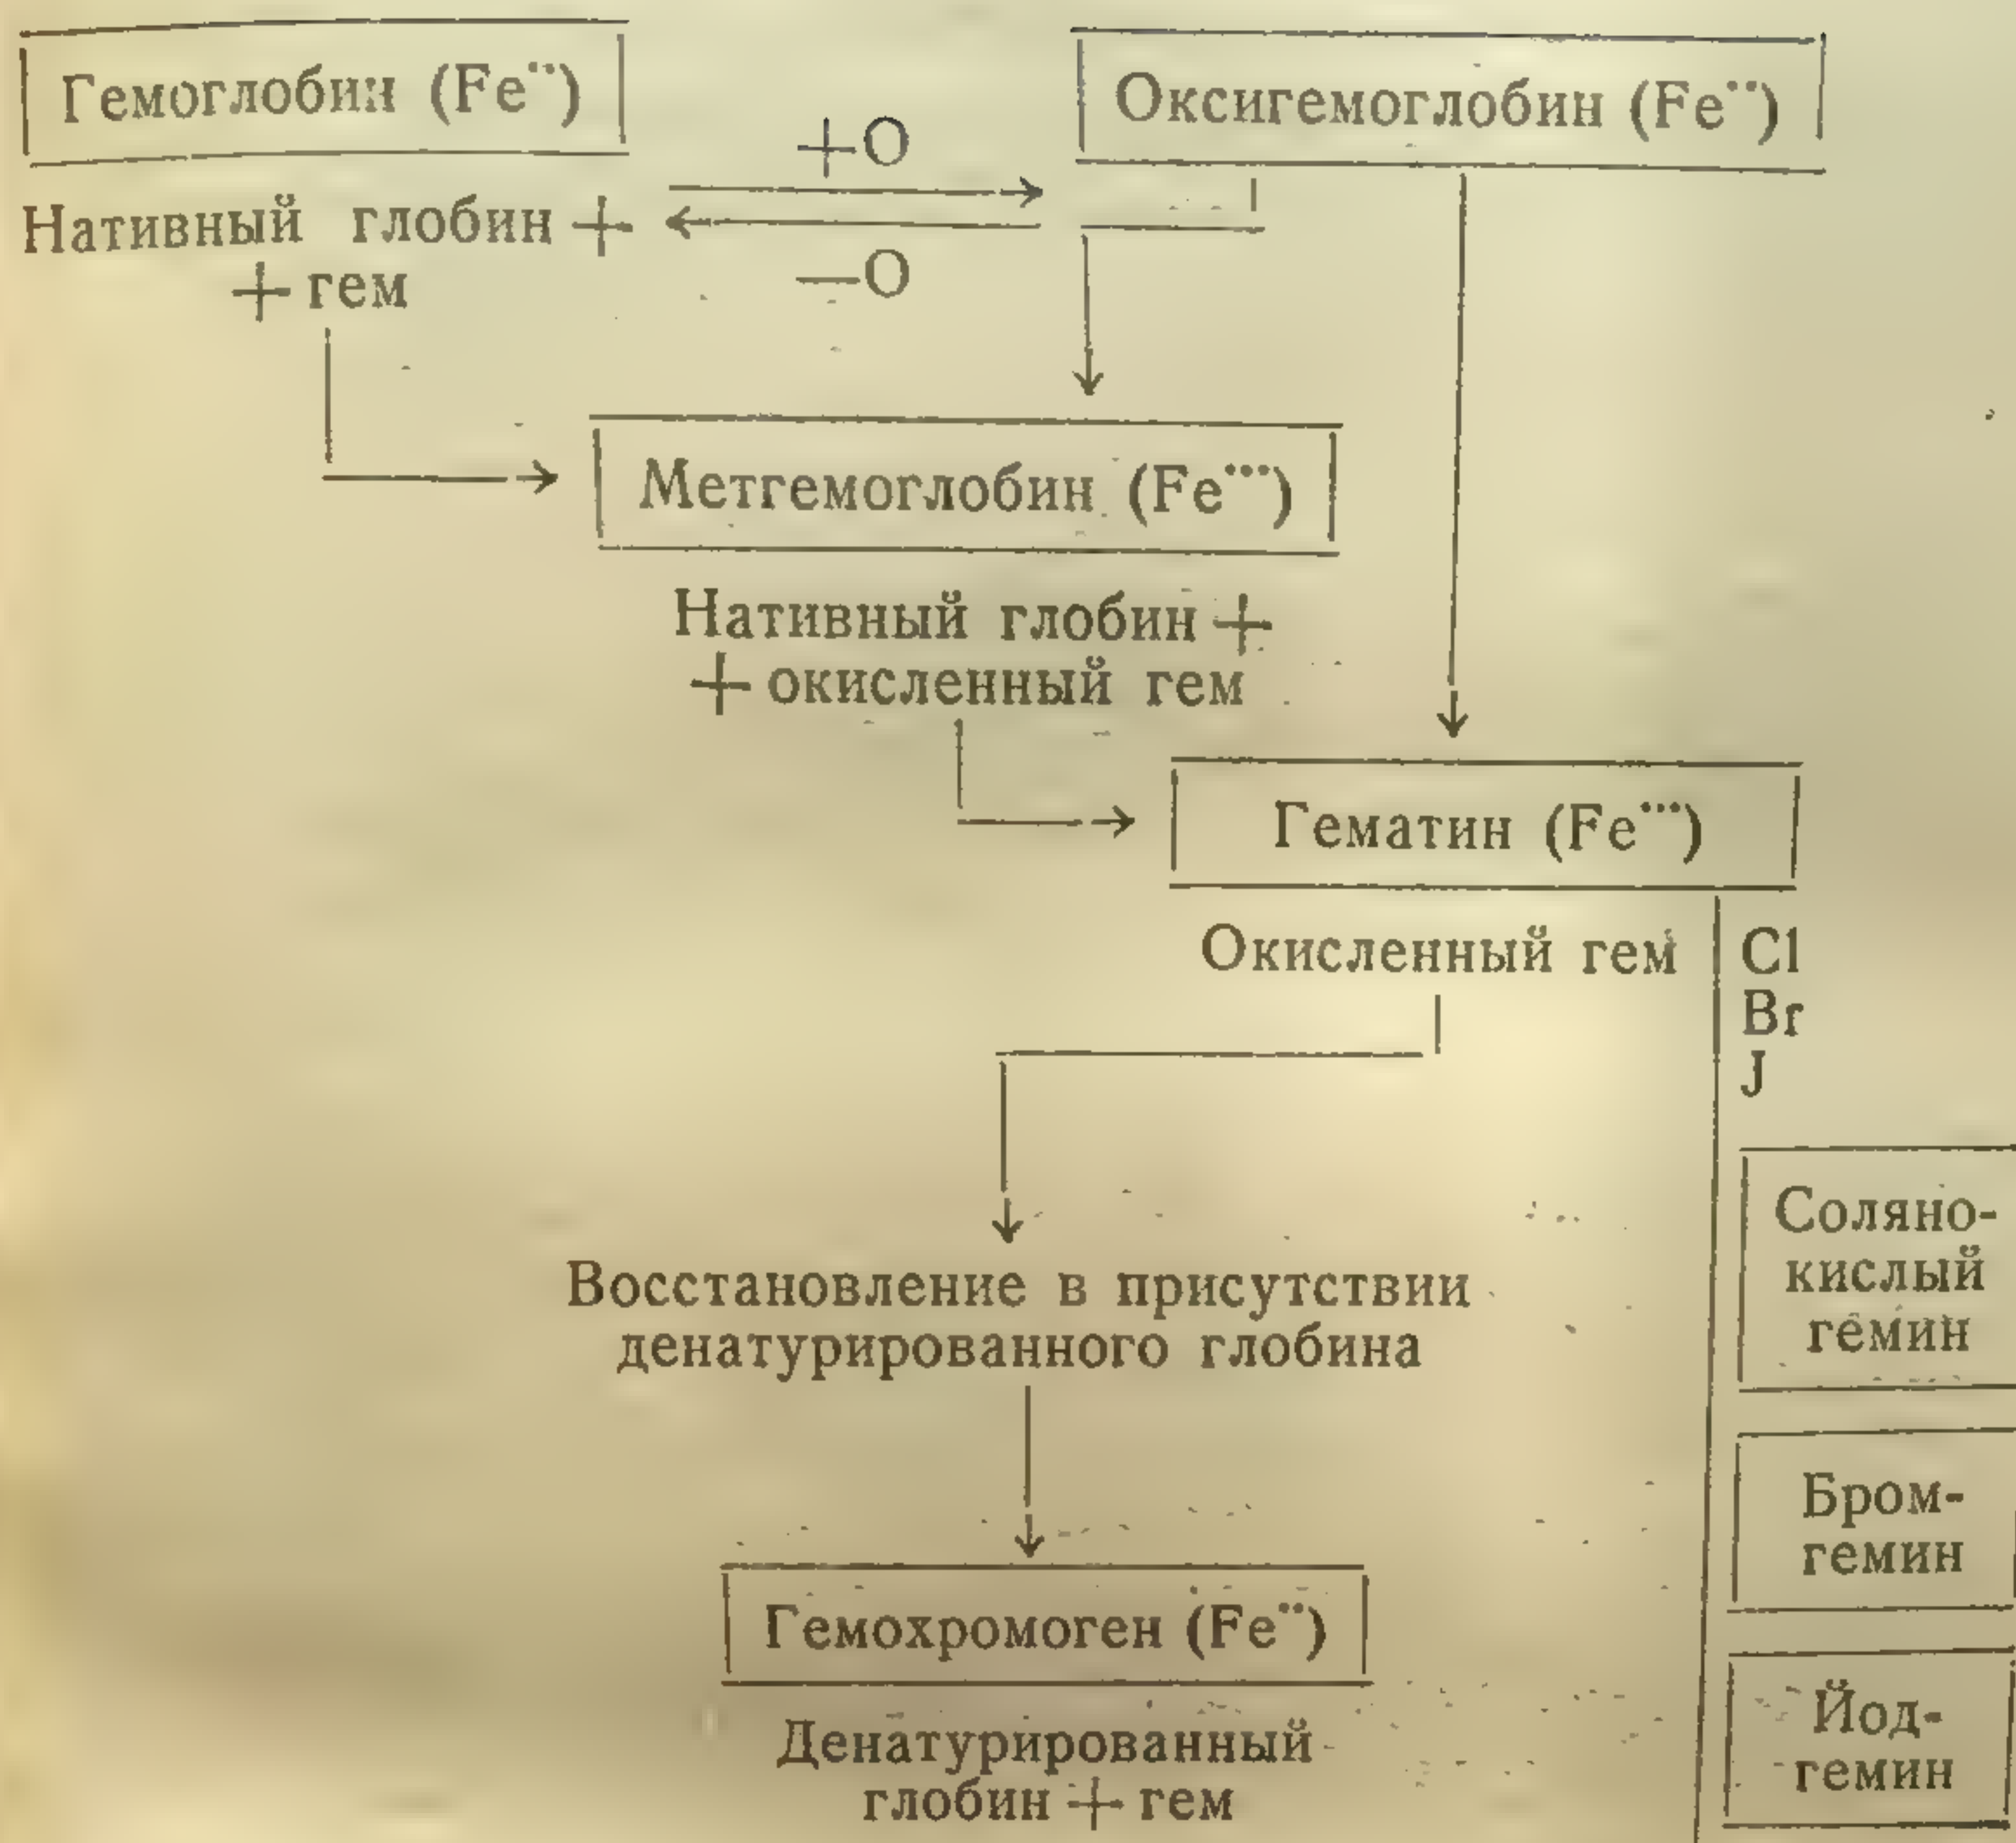 Гемоглобин (Fe¨)
Оксигемоглобин (Fe¨)
+O
Нативный глобин +
+ гем
—O
Метгемоглобин (Fe∙∙∙)
Нативный глобин +
+ окисленный гем
Гематин (Fe∙∙∙)
Окисленный гем
Cl
Br
J
Соляно-
кислый
гемин
Восстановление в присутствии
денатурированного глобина
Бром-
гемин
Гемохромоген (Fe¨)
Йод-
гемин
Денатурированный
глобин + гем